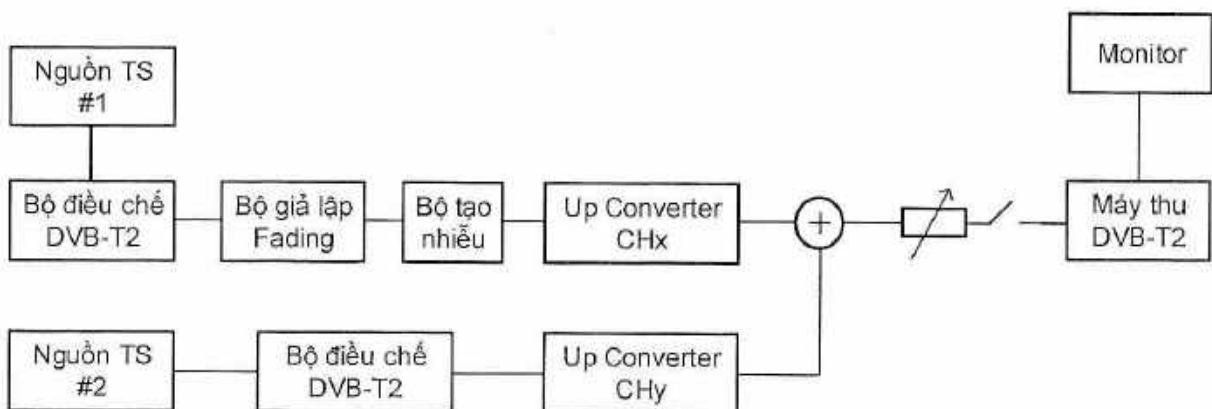 Nguồn TS
#1
Monitor
Bộ điều chế
DVB-T2
Bộ giả lập
Fading
Bộ tạo
nhiễu
Up Converter
CHx
+
Máy thu
DVB-T2
Nguồn TS
#2
Bộ điều chế
DVB-T2
Up Converter
CHy